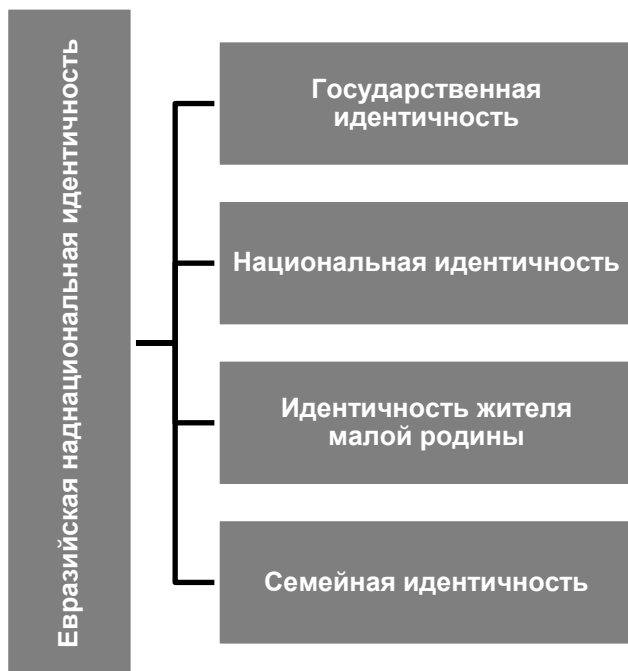 Евразийская наднациональная идентичность
Государственная
идентичность
Национальная идентичность
Идентичность жителя
малой родины
Семейная идентичность